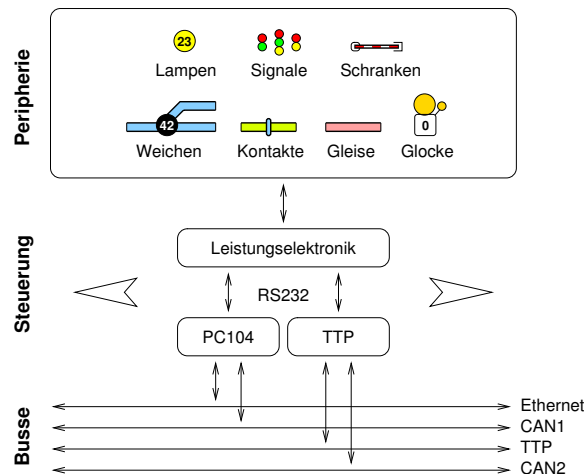 Peripherie
23
Lampen
Signale
Schranken
42
Weichen
Kontakte
Gleise
0
Glocke
Steuerung
Leistungselektronik
RS232
PC104
TTP
Busse
Ethernet
CAN1
TTP
CAN2